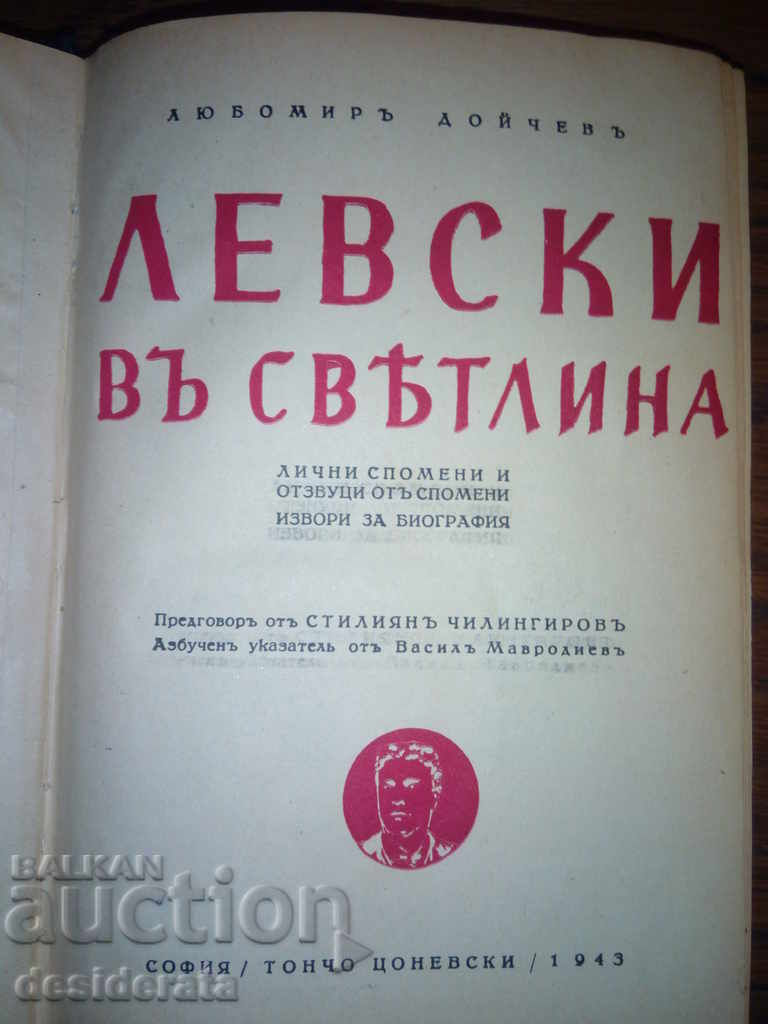 ЛЮБОМИРЪ ДОЙЧЕВЪ
ЛЕВСКИ
ВЪ СВѢТЛИНА
ЛИЧНИ СПОМЕНИ И
ОТЗВУЦИ ОТЪ СПОМЕНИ
ИЗВОРИ ЗА БИОГРАФИЯ
Предговоръ отъ СТИЛИЯНЪ ЧИЛИНГИРОВЪ
Азбученъ указатель отъ Василъ Мавродиевъ
BALKAN
auction
desiderata
СОФИЯ / ТОНЧО ЦОНЕВСКИ / 1943